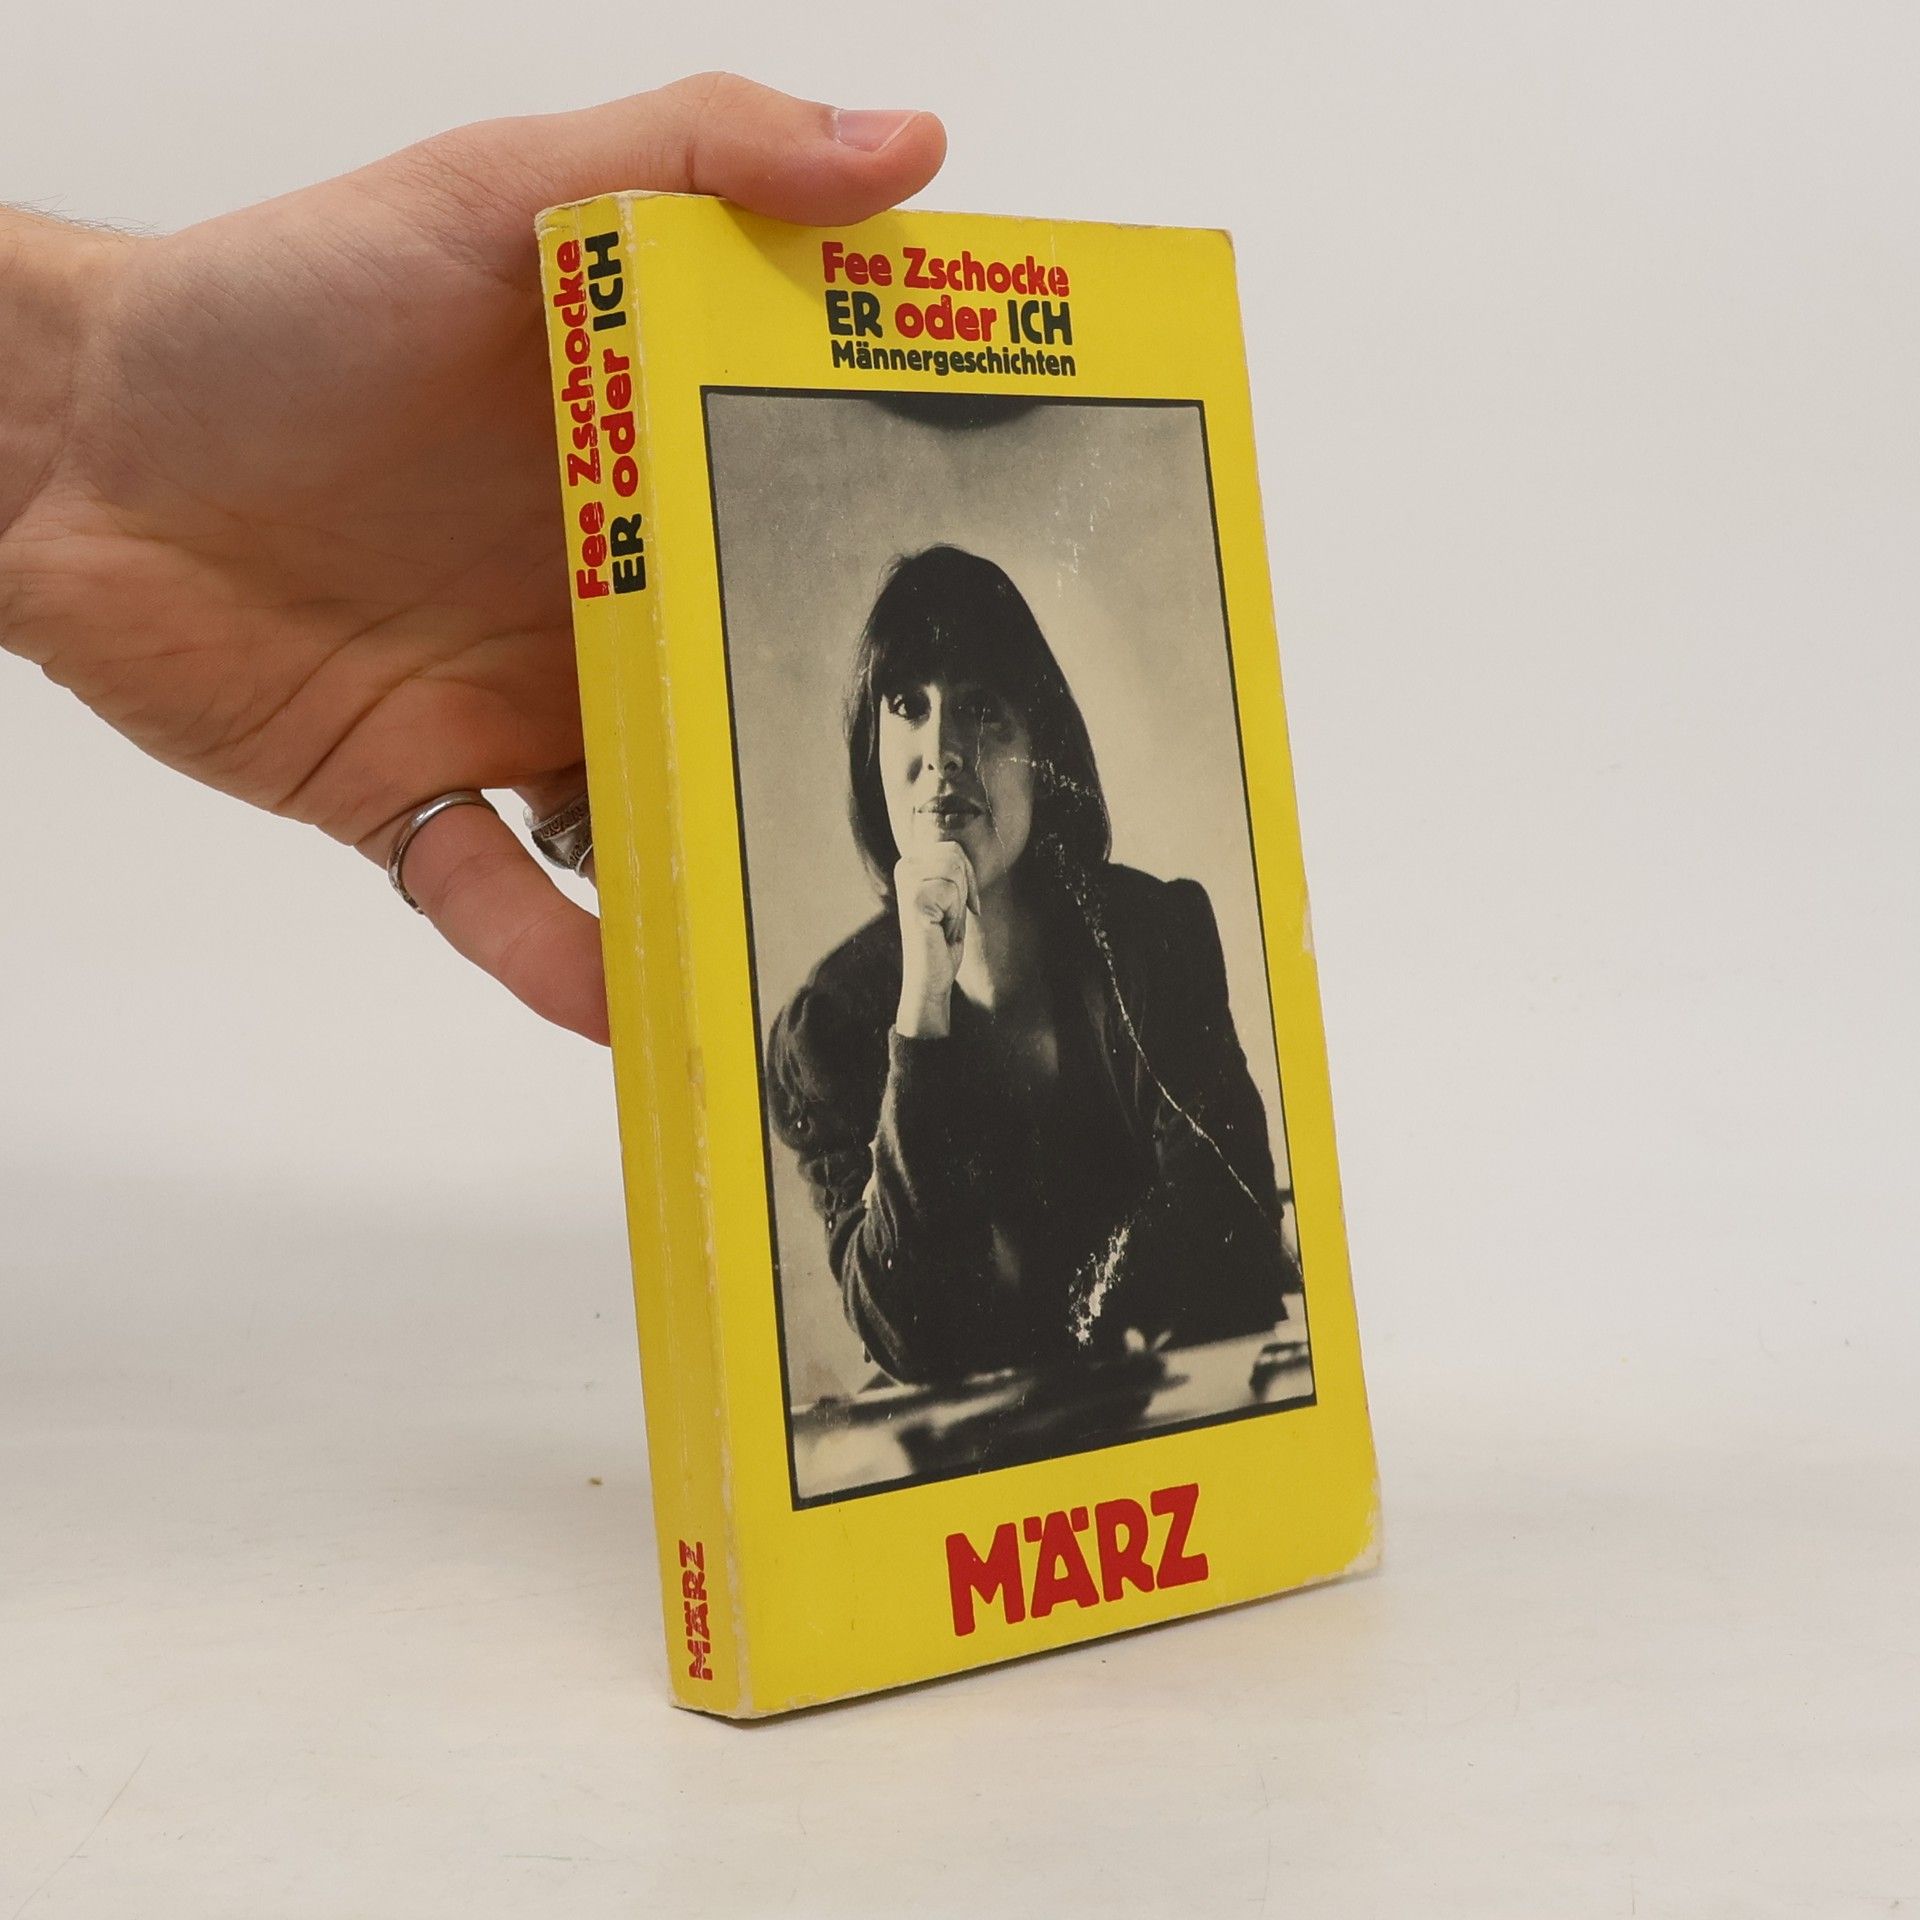 Fee Zschocke
ER oder ICH
Männergeschichten
MÄRZ
Fee Zschocke
ER oder ICH
MÄRZ